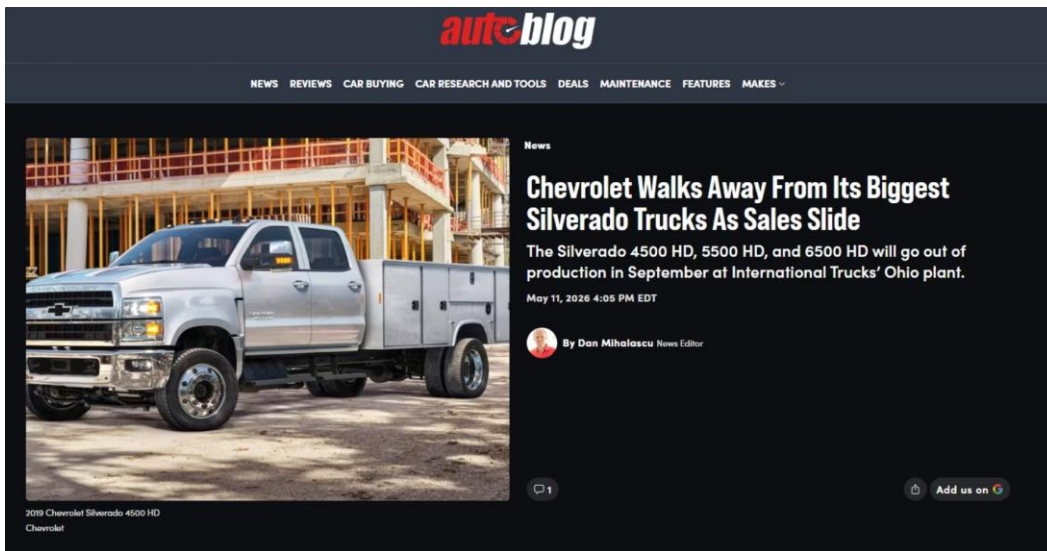 autoblog
NEWS REVIEWS CAR BUYING CAR RESEARCH AND TOOLS DEALS MAINTENANCE FEATURES MAKES
News
Chevrolet Walks Away From Its Biggest
Silverado Trucks As Sales Slide
The Silverado 4500 HD, 5500 HD, and 6500 HD will go out of
production in September at International Trucks’ Ohio plant.
May 11, 2026 4:05 PM EDT
By Dan Mihalascu News Editor
1
Add us on
2019 Chevrolet Silverado 4500 HD
Chevrolet